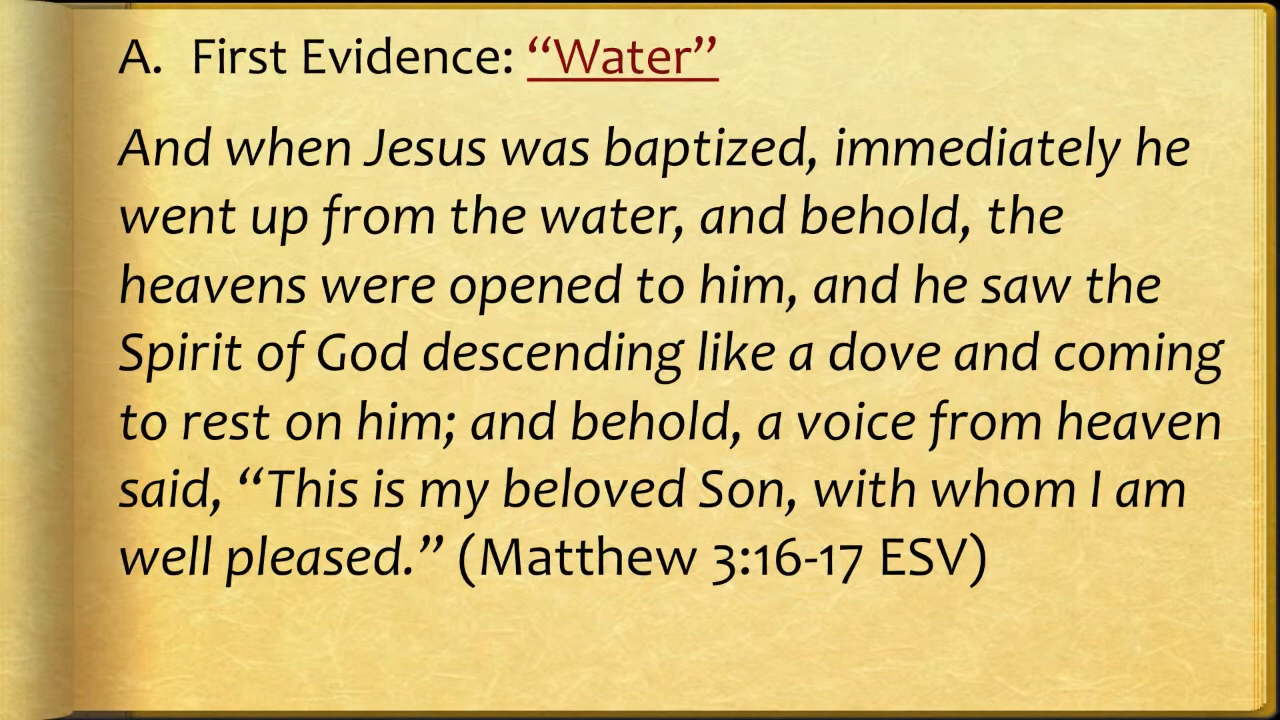 A. First Evidence: “Water”
And when Jesus was baptized, immediately he
went up from the water, and behold, the
heavens were opened to him, and he saw the
Spirit of God descending like a dove and coming
to rest on him; and behold, a voice from heaven
said, “This is my beloved Son, with whom I am
well pleased.” (Matthew 3:16-17 ESV)